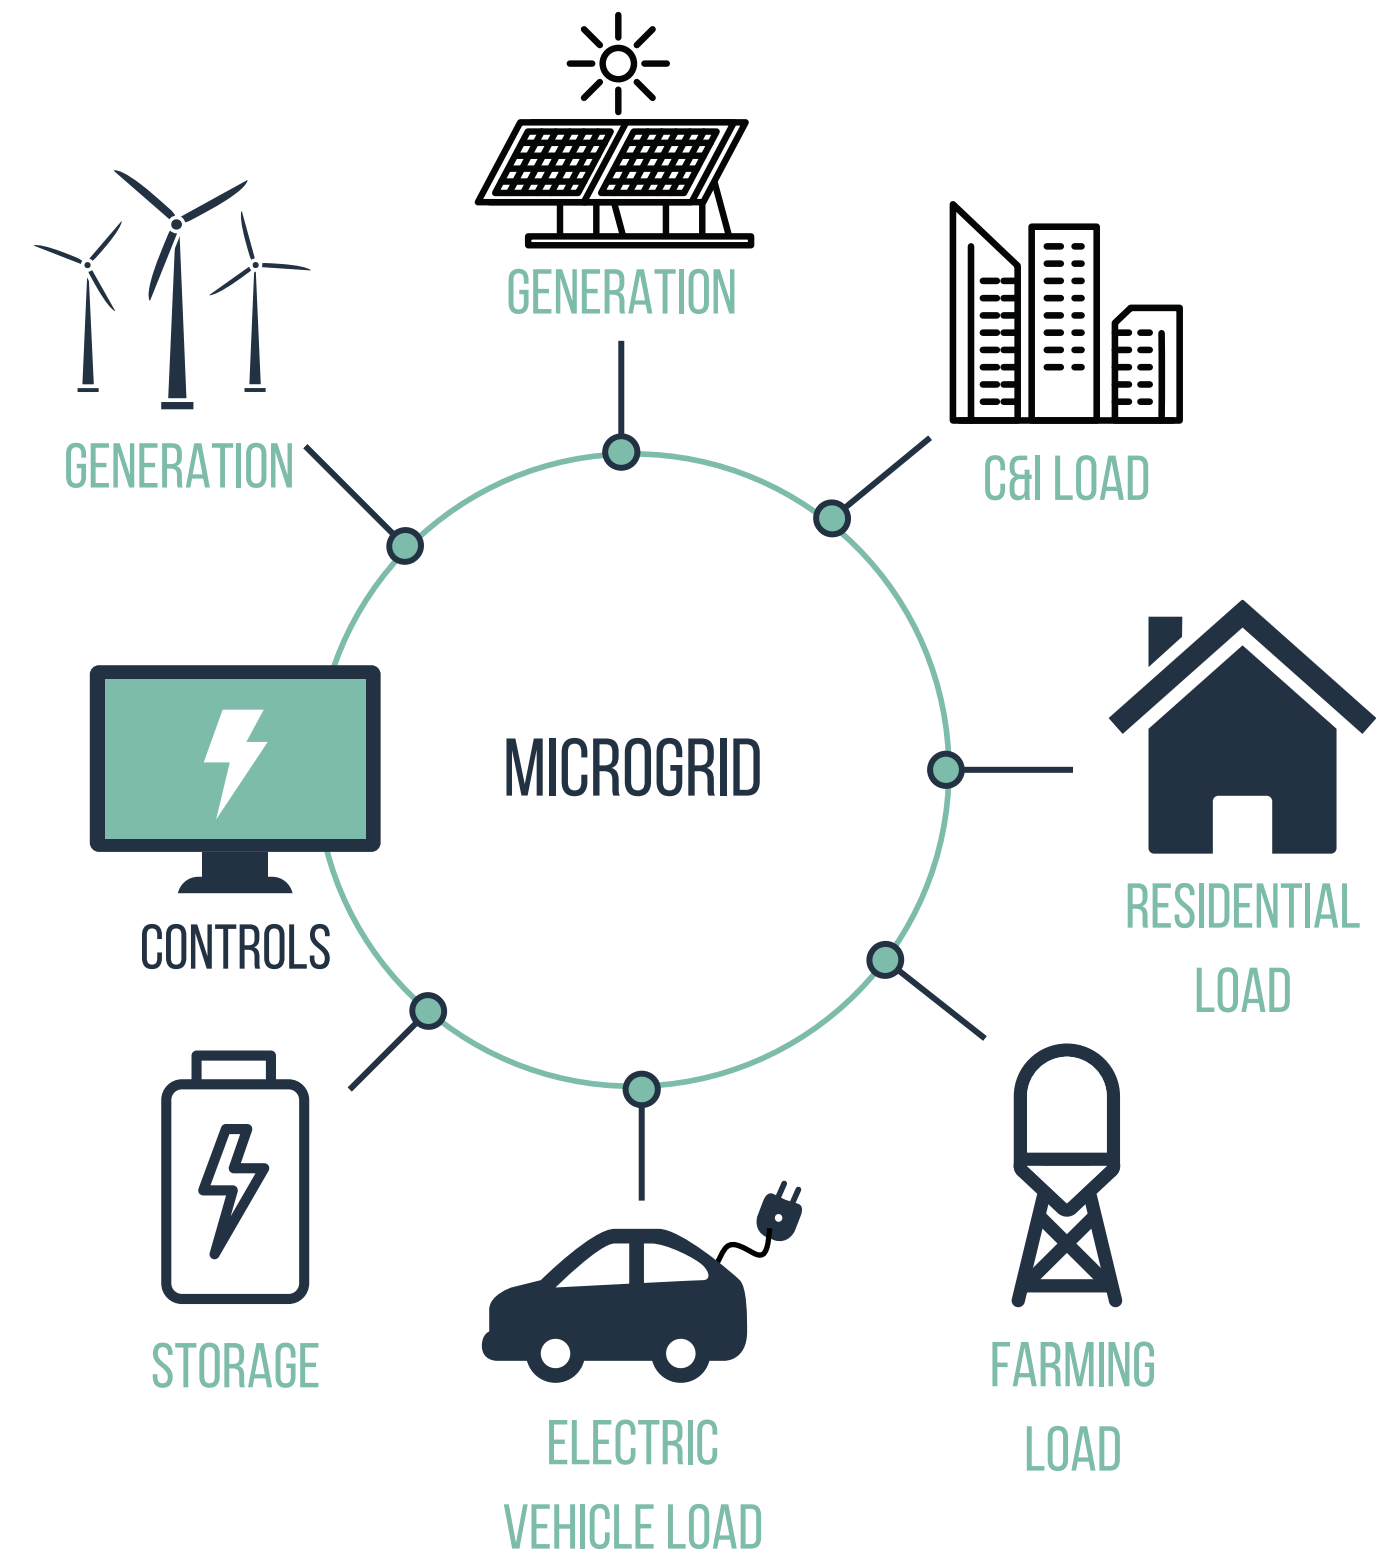 GENERATION
GENERATION
C&I LOAD
MICROGRID
RESIDENTIAL
LOAD
CONTROLS
STORAGE
FARMING
LOAD
ELECTRIC
VEHICLE LOAD